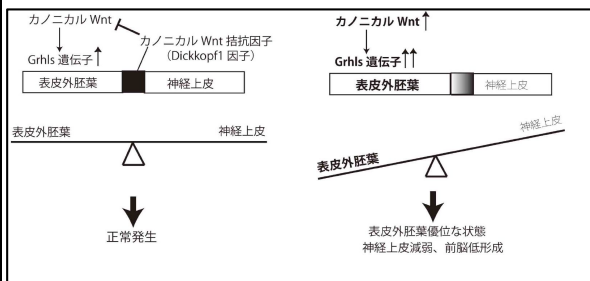 カノニカル Wnt
カノニカル Wnt 拮抗因子
（Dickkopf1 因子）
Grhls 遺伝子
表皮外胚葉
神経上皮
表皮外胚葉
神経上皮
正常発生
カノニカル Wnt
Grhls 遺伝子
表皮外胚葉
神経上皮
神経上皮
表皮外胚葉
表皮外胚葉優位な状態
神経上皮減弱、前脳低形成